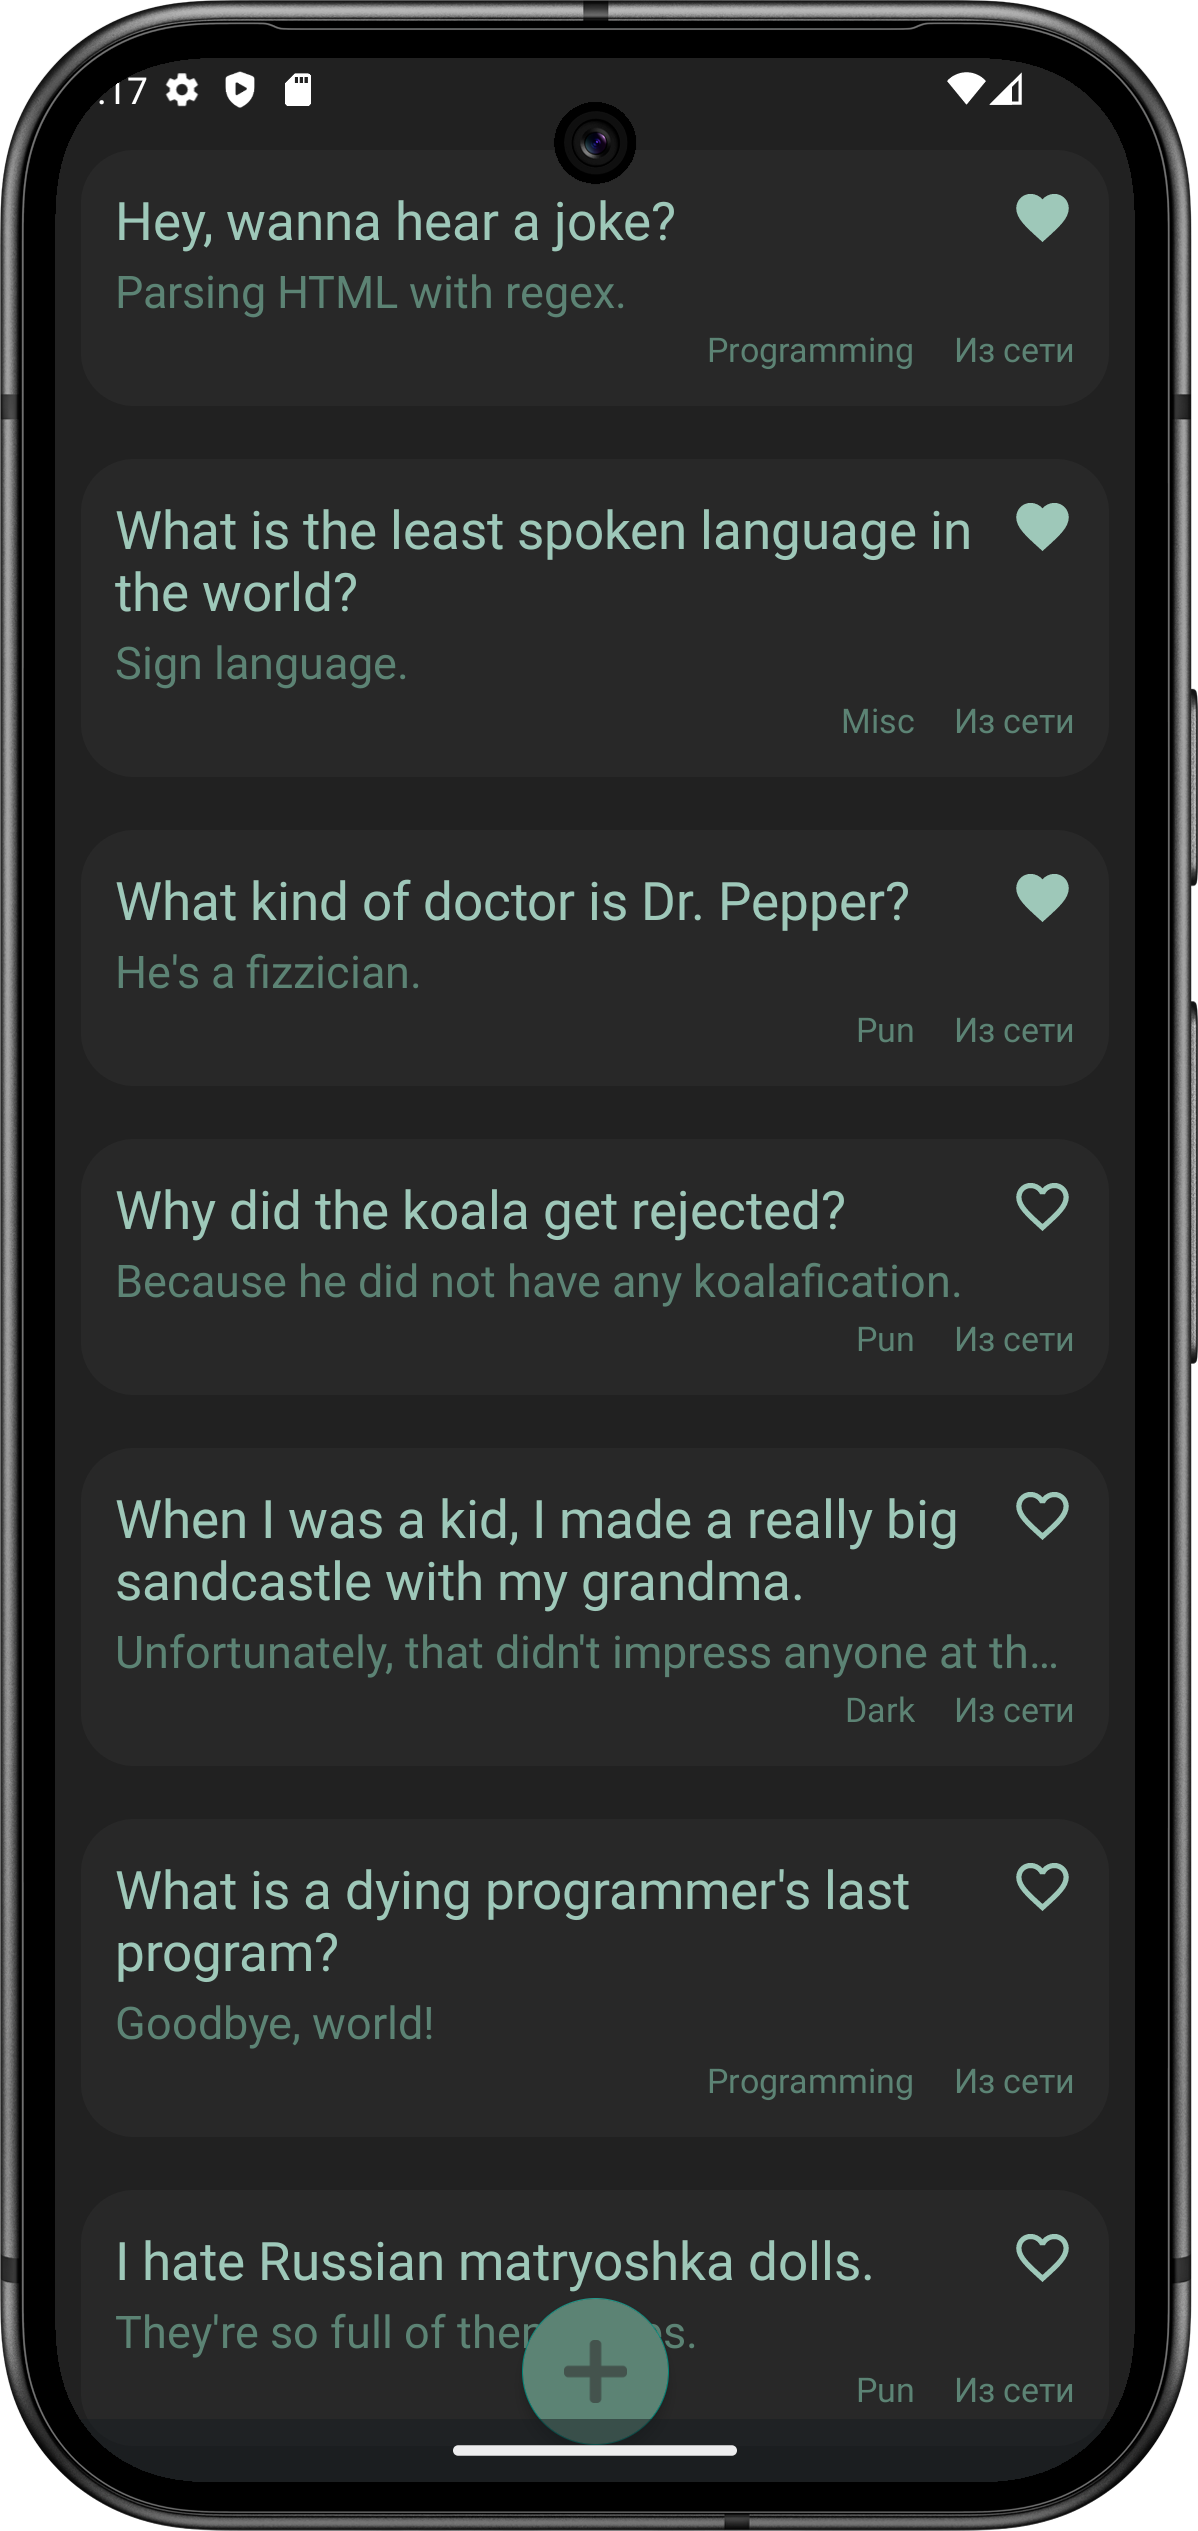 :17
Hey, wanna hear a joke?
Parsing HTML with regex.
Programming Из сети
What is the least spoken language in
the world?
Sign language.
Misc Из сети
What kind of doctor is Dr. Pepper?
He's a fizzician.
Pun Из сети
Why did the koala get rejected?
Because he did not have any koalafication.
Pun Из сети
When I was a kid, I made a really big
sandcastle with my grandma.
Unfortunately, that didn't impress anyone at th…
Dark Из сети
What is a dying programmer's last
program?
Goodbye, world!
Programming Из сети
I hate Russian matryoshka dolls.
They're so full of
Pun Из сети